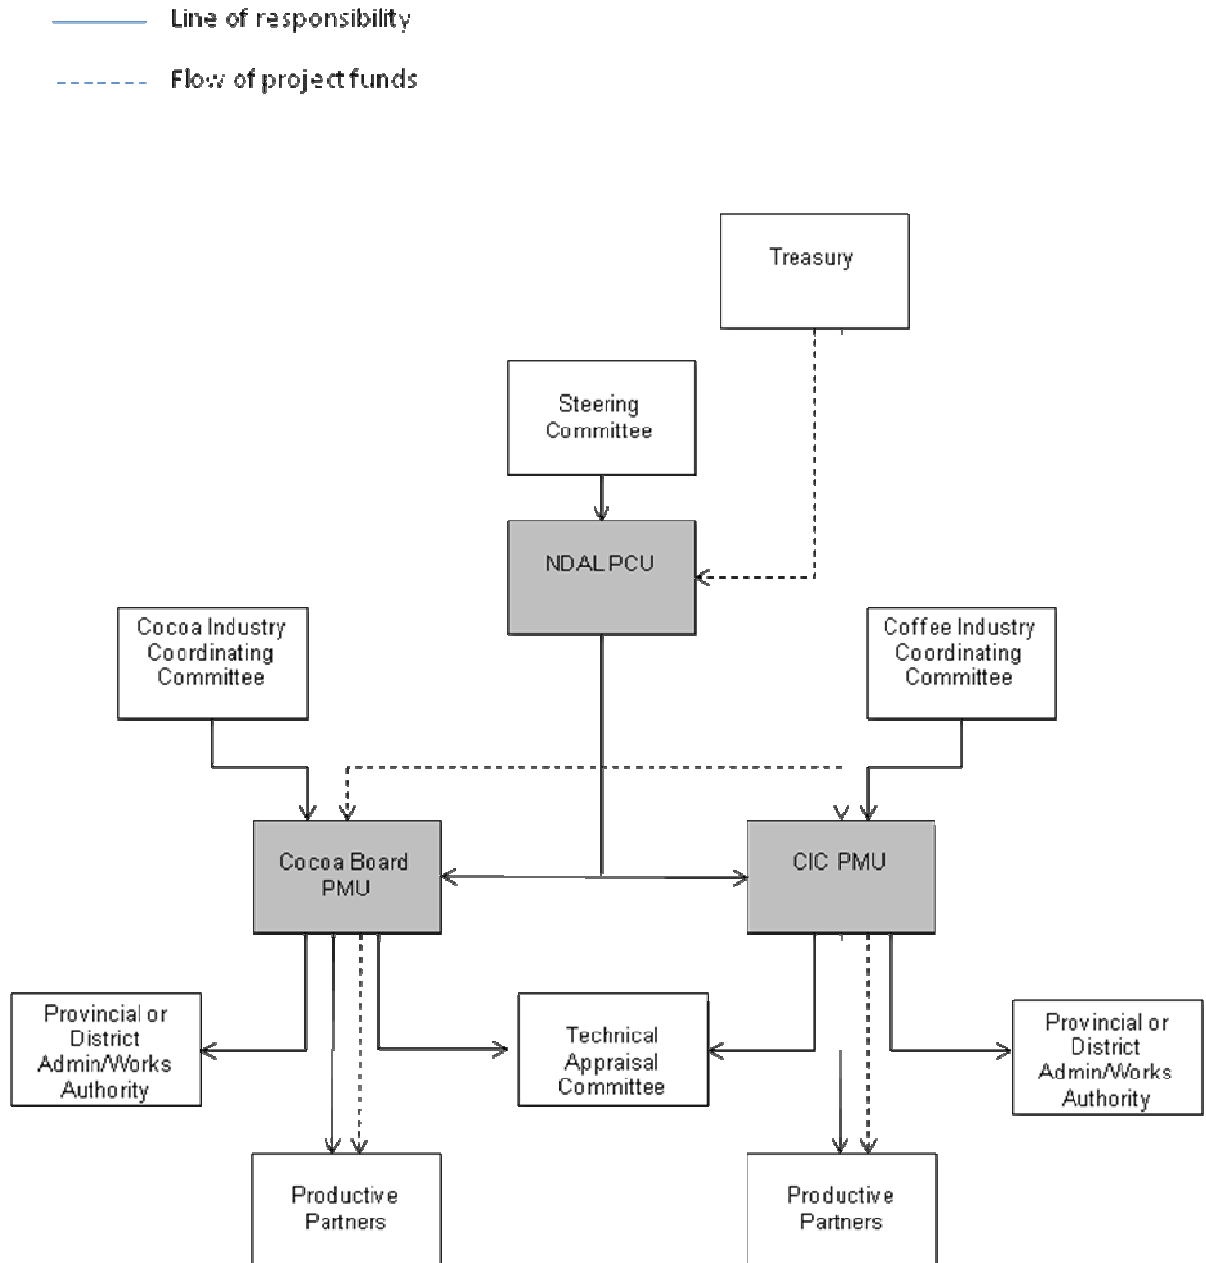 Line of responsibility
Flow of project funds
Treasury
Steering
Committee
NDAL PCU
Cocoa Industry
Coordinating
Committee
Coffee Industry
Coordinating
Committee
Cocoa Board
PMU
CIC PMU
Provincial or
District
Admin/Works
Authority
Technical
Appraisal
Committee
Provincial or
District
Admin/Works
Authority
Productive
Partners
Productive
Partners